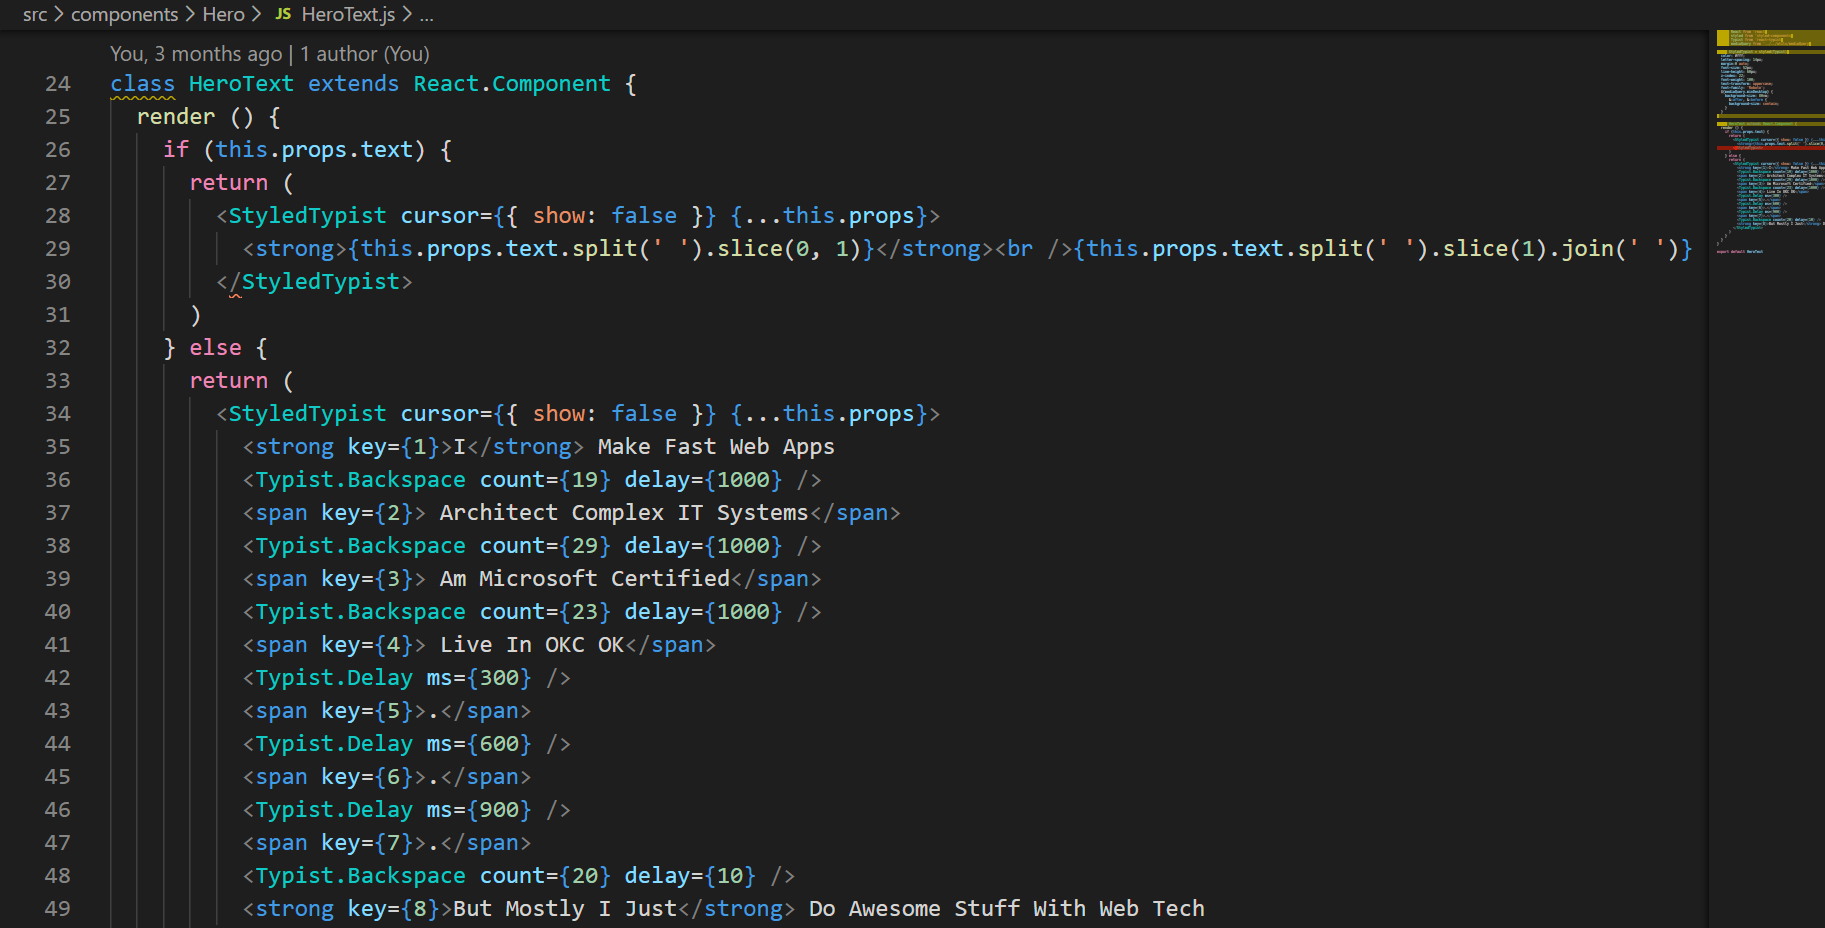 src > components > Hero > JS HeroText.js > ...
You, 3 months ago | 1 author (You)
24 class HeroText extends React.Component {
25 render () {
26 if (this.props.text) {
27 return (
28 <StyledTypist cursor={{ show: false }} {...this.props}>
29 <strong>{this.props.text.split(' ').slice(0, 1)}</strong><br />{this.props.text.split(' ').slice(1).join(' ')}
30 </StyledTypist>
31 )
32 } else {
33 return (
34 <StyledTypist cursor={{ show: false }} {...this.props}>
35 <strong key={1}>I</strong> Make Fast Web Apps
36 <Typist.Backspace count={19} delay={1000} />
37 <span key={2}> Architect Complex IT Systems</span>
38 <Typist.Backspace count={29} delay={1000} />
39 <span key={3}> Am Microsoft Certified</span>
40 <Typist.Backspace count={23} delay={1000} />
41 <span key={4}> Live In OKC OK</span>
42 <Typist.Delay ms={300} />
43 <span key={5}>.</span>
44 <Typist.Delay ms={600} />
45 <span key={6}>.</span>
46 <Typist.Delay ms={900} />
47 <span key={7}>.</span>
48 <Typist.Backspace count={20} delay={10} />
49 <strong key={8}>But Mostly I Just</strong> Do Awesome Stuff With Web Tech